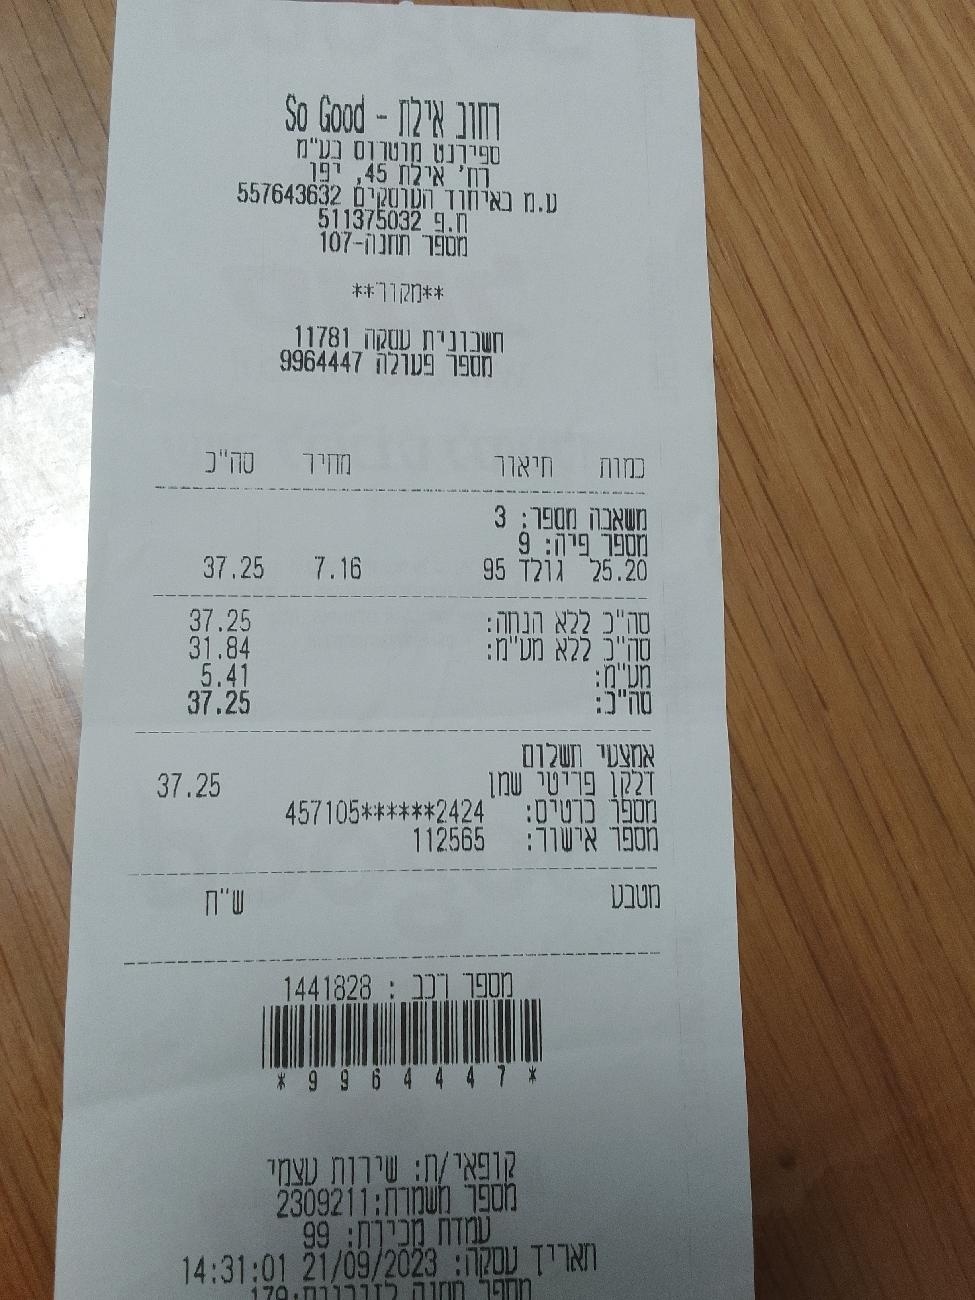 רחוב אילת - So Good
ספירנט מוטרוס בע"מ
רח' אילת 45, יפו
ע.מ באיחוד העוסקים 557643632
ח.פ 511375032
מספר תחנה-107
**מקור**
חשבונית עסקה 11781
מספר פעולה 9964447
כמות תיאור מחיר סה"כ
משאבה מספר: 3
מספר פיה: 9
25.20 גולד 95 7.16 37.25
סה"כ ללא הנחה: 37.25
סה"כ ללא מע"מ: 31.84
מע"מ: 5.41
סה"כ: 37.25
אמצעי תשלום
דלקן פריטי שמן 37.25
מספר כרטיס: 457105******2424
מספר אישור: 112565
מטבע ש"ח
מספר רכב : 1441828
* 9 9 6 4 4 4 7 *
קופאי/ת: שירות עצמי
מספר משמרת:2309211
עמדת מכירה: 99
תאריך עסקה: 21/09/2023 14:31:01